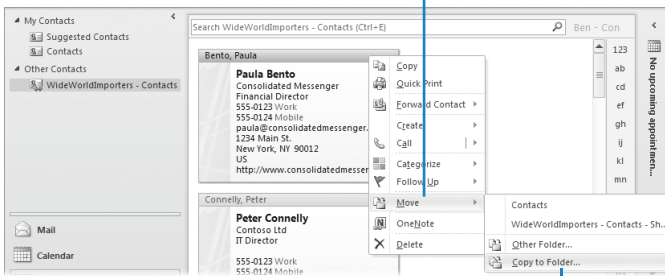 My Contacts
Suggested Contacts
Contacts
Other Contacts
WideWorldImporters - Contacts
Mail
Calendar
Search WideWorldImporters - Contacts (Ctrl+E)
Ben - Con
Bento, Paula
Paula Bento
Consolidated Messenger
Financial Director
555-0123 Work
555-0124 Mobile
paula@consolidatedmessenger.
1234 Main St.
New York, NY 90012
US
http://www.consolidatedmesser
Connelly, Peter
Peter Connelly
Contoso Ltd
IT Director
555-0123 Work
555-0124 Mobile
Copy
Quick Print
Forward Contact
Create
Call
Categorize
Follow Up
Move
OneNote
Delete
Contacts
WideWorldImporters - Contacts - Sh...
Other Folder...
Copy to Folder...
123
ab
cd
ef
gh
ij
kl
mn
No upcoming appointmen...